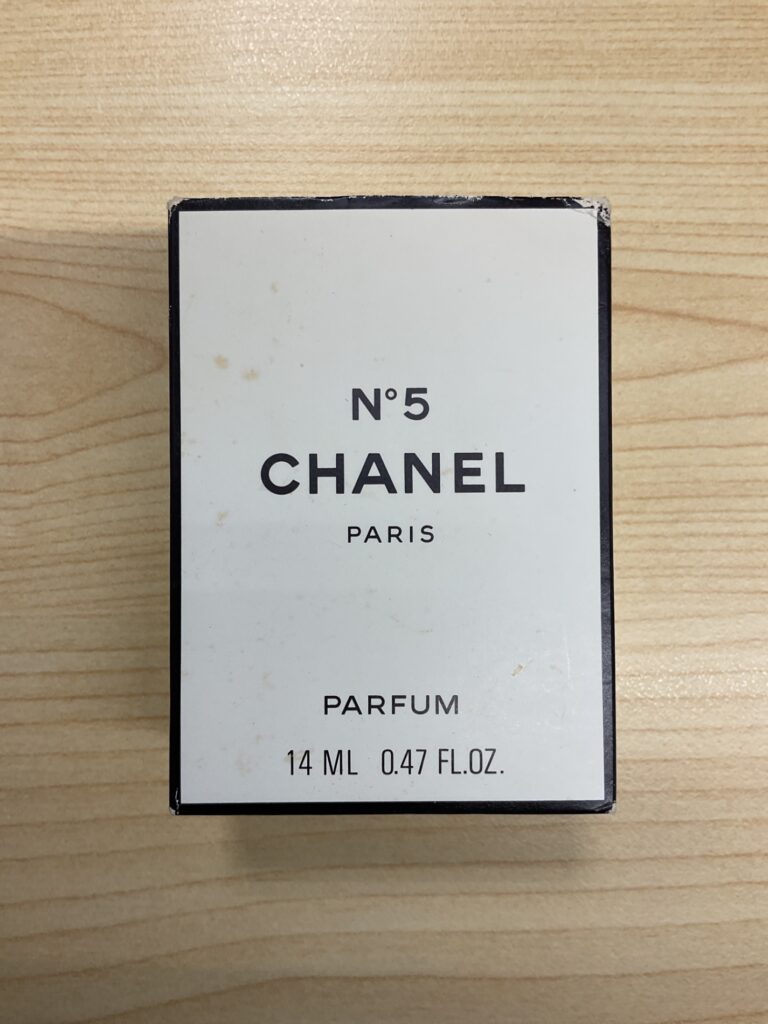 N°5
CHANEL
PARIS
PARFUM
14 ML 0.47 FL.OZ.